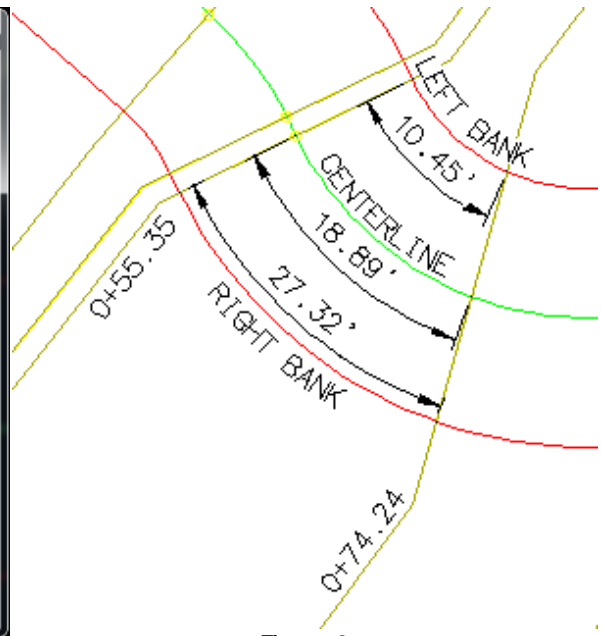 LEFT BANK
10.45'
CENTERLINE
18.89'
27.32'
RIGHT BANK
0+55.35
0+74.24